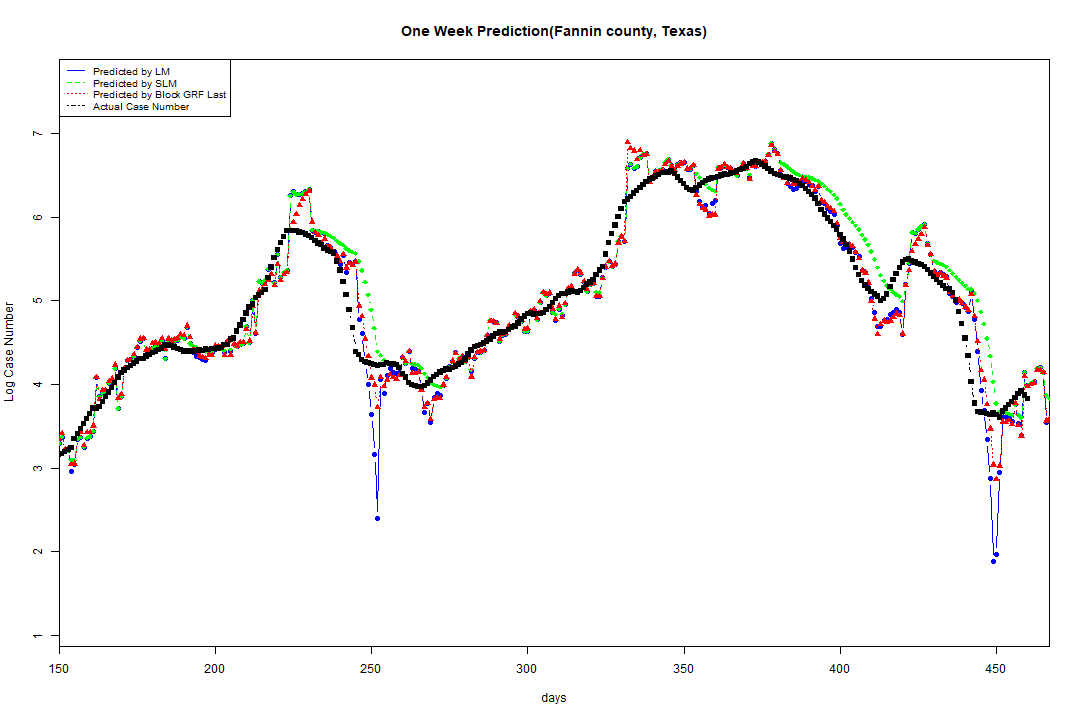 One Week Prediction(Fannin county, Texas)
Predicted by LM
Predicted by SLM
Predicted by Block GRF Last
Actual Case Number
7
6
5
4
3
2
1
Log Case Number
150 200 250 300 350 400 450
days